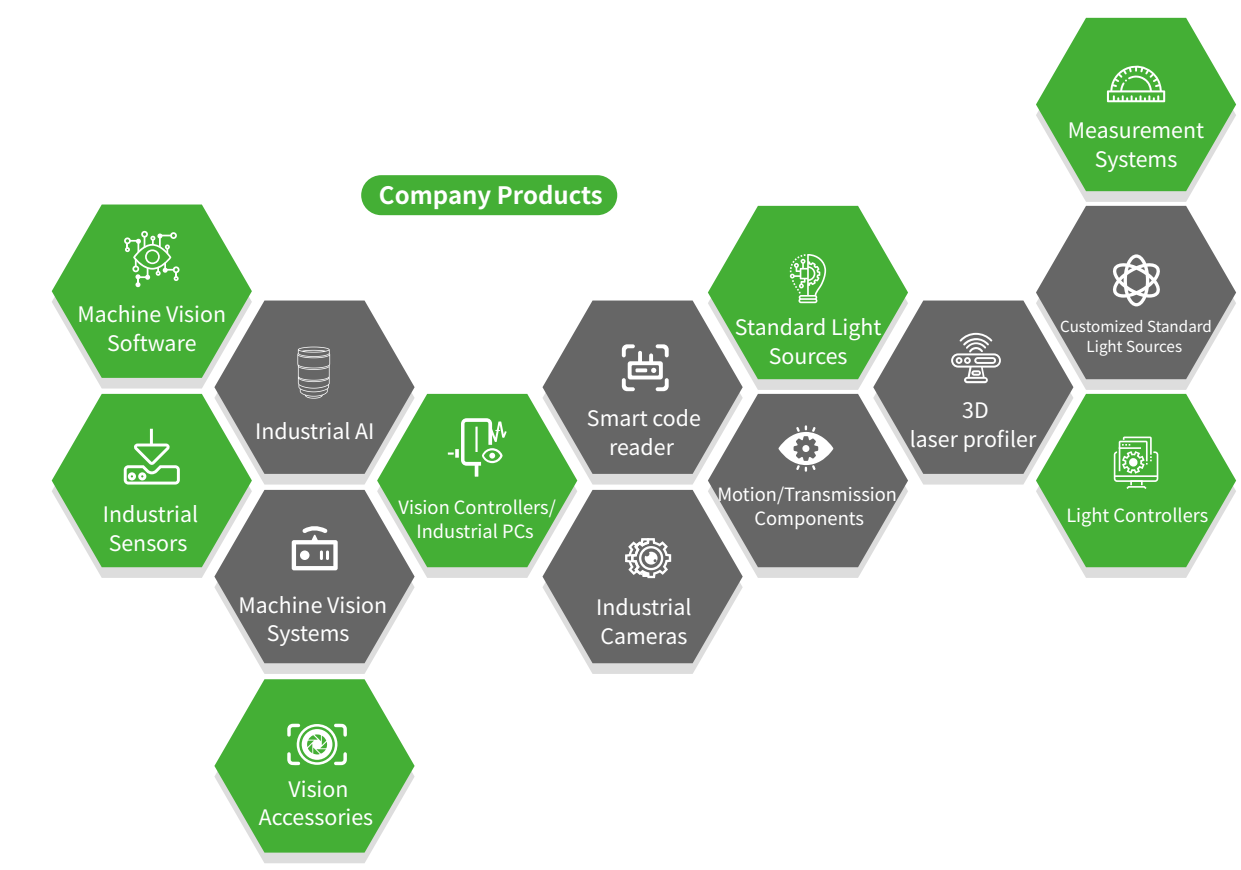 Company Products
Measurement
Systems
Machine Vision
Software
Standard Light
Sources
Customized Standard
Light Sources
Industrial AI
Smart code
reader
3D
laser profiler
Industrial
Sensors
Vision Controllers/
Industrial PCs
Motion/Transmission
Components
Light Controllers
Machine Vision
Systems
Industrial
Cameras
Vision
Accessories